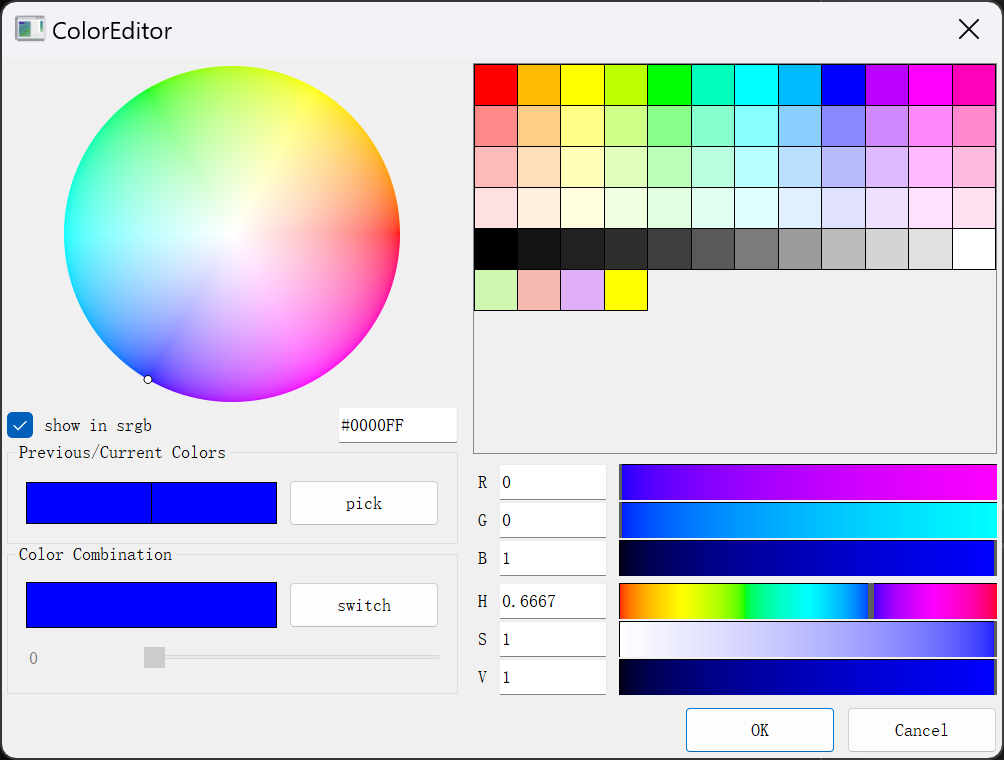 ColorEditor
show in srgb
#0000FF
Previous/Current Colors
pick
Color Combination
switch
0
R 0
G 0
B 1
H 0.6667
S 1
V 1
OK
Cancel